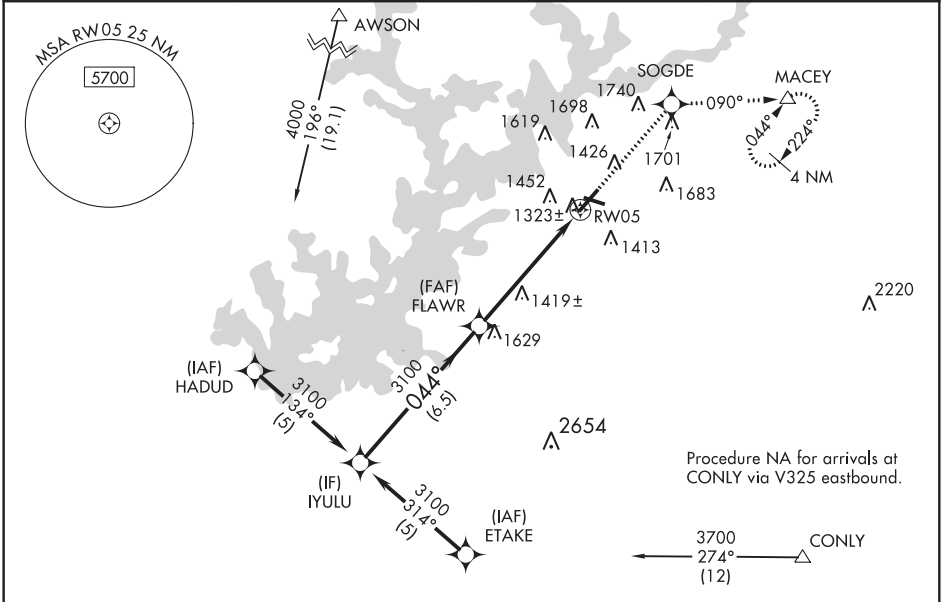 MSA RW05 25 NM
5700
AWSON
4000
196°
(19.1)
SOGDE
MACEY
090°
044°
224°
4 NM
1740
1698
1619
1426
1701
1452
1683
1323±
RW05
1413
(FAF)
FLAWR
1419±
1629
2220
(IAF)
HADUD
3100
134°
(5)
3100
044°
(6.5)
2654
(IF)
IYULU
3100
314°
(5)
(IAF)
ETAKE
Procedure NA for arrivals at
CONLY via V325 eastbound.
3700
274°
(12)
CONLY